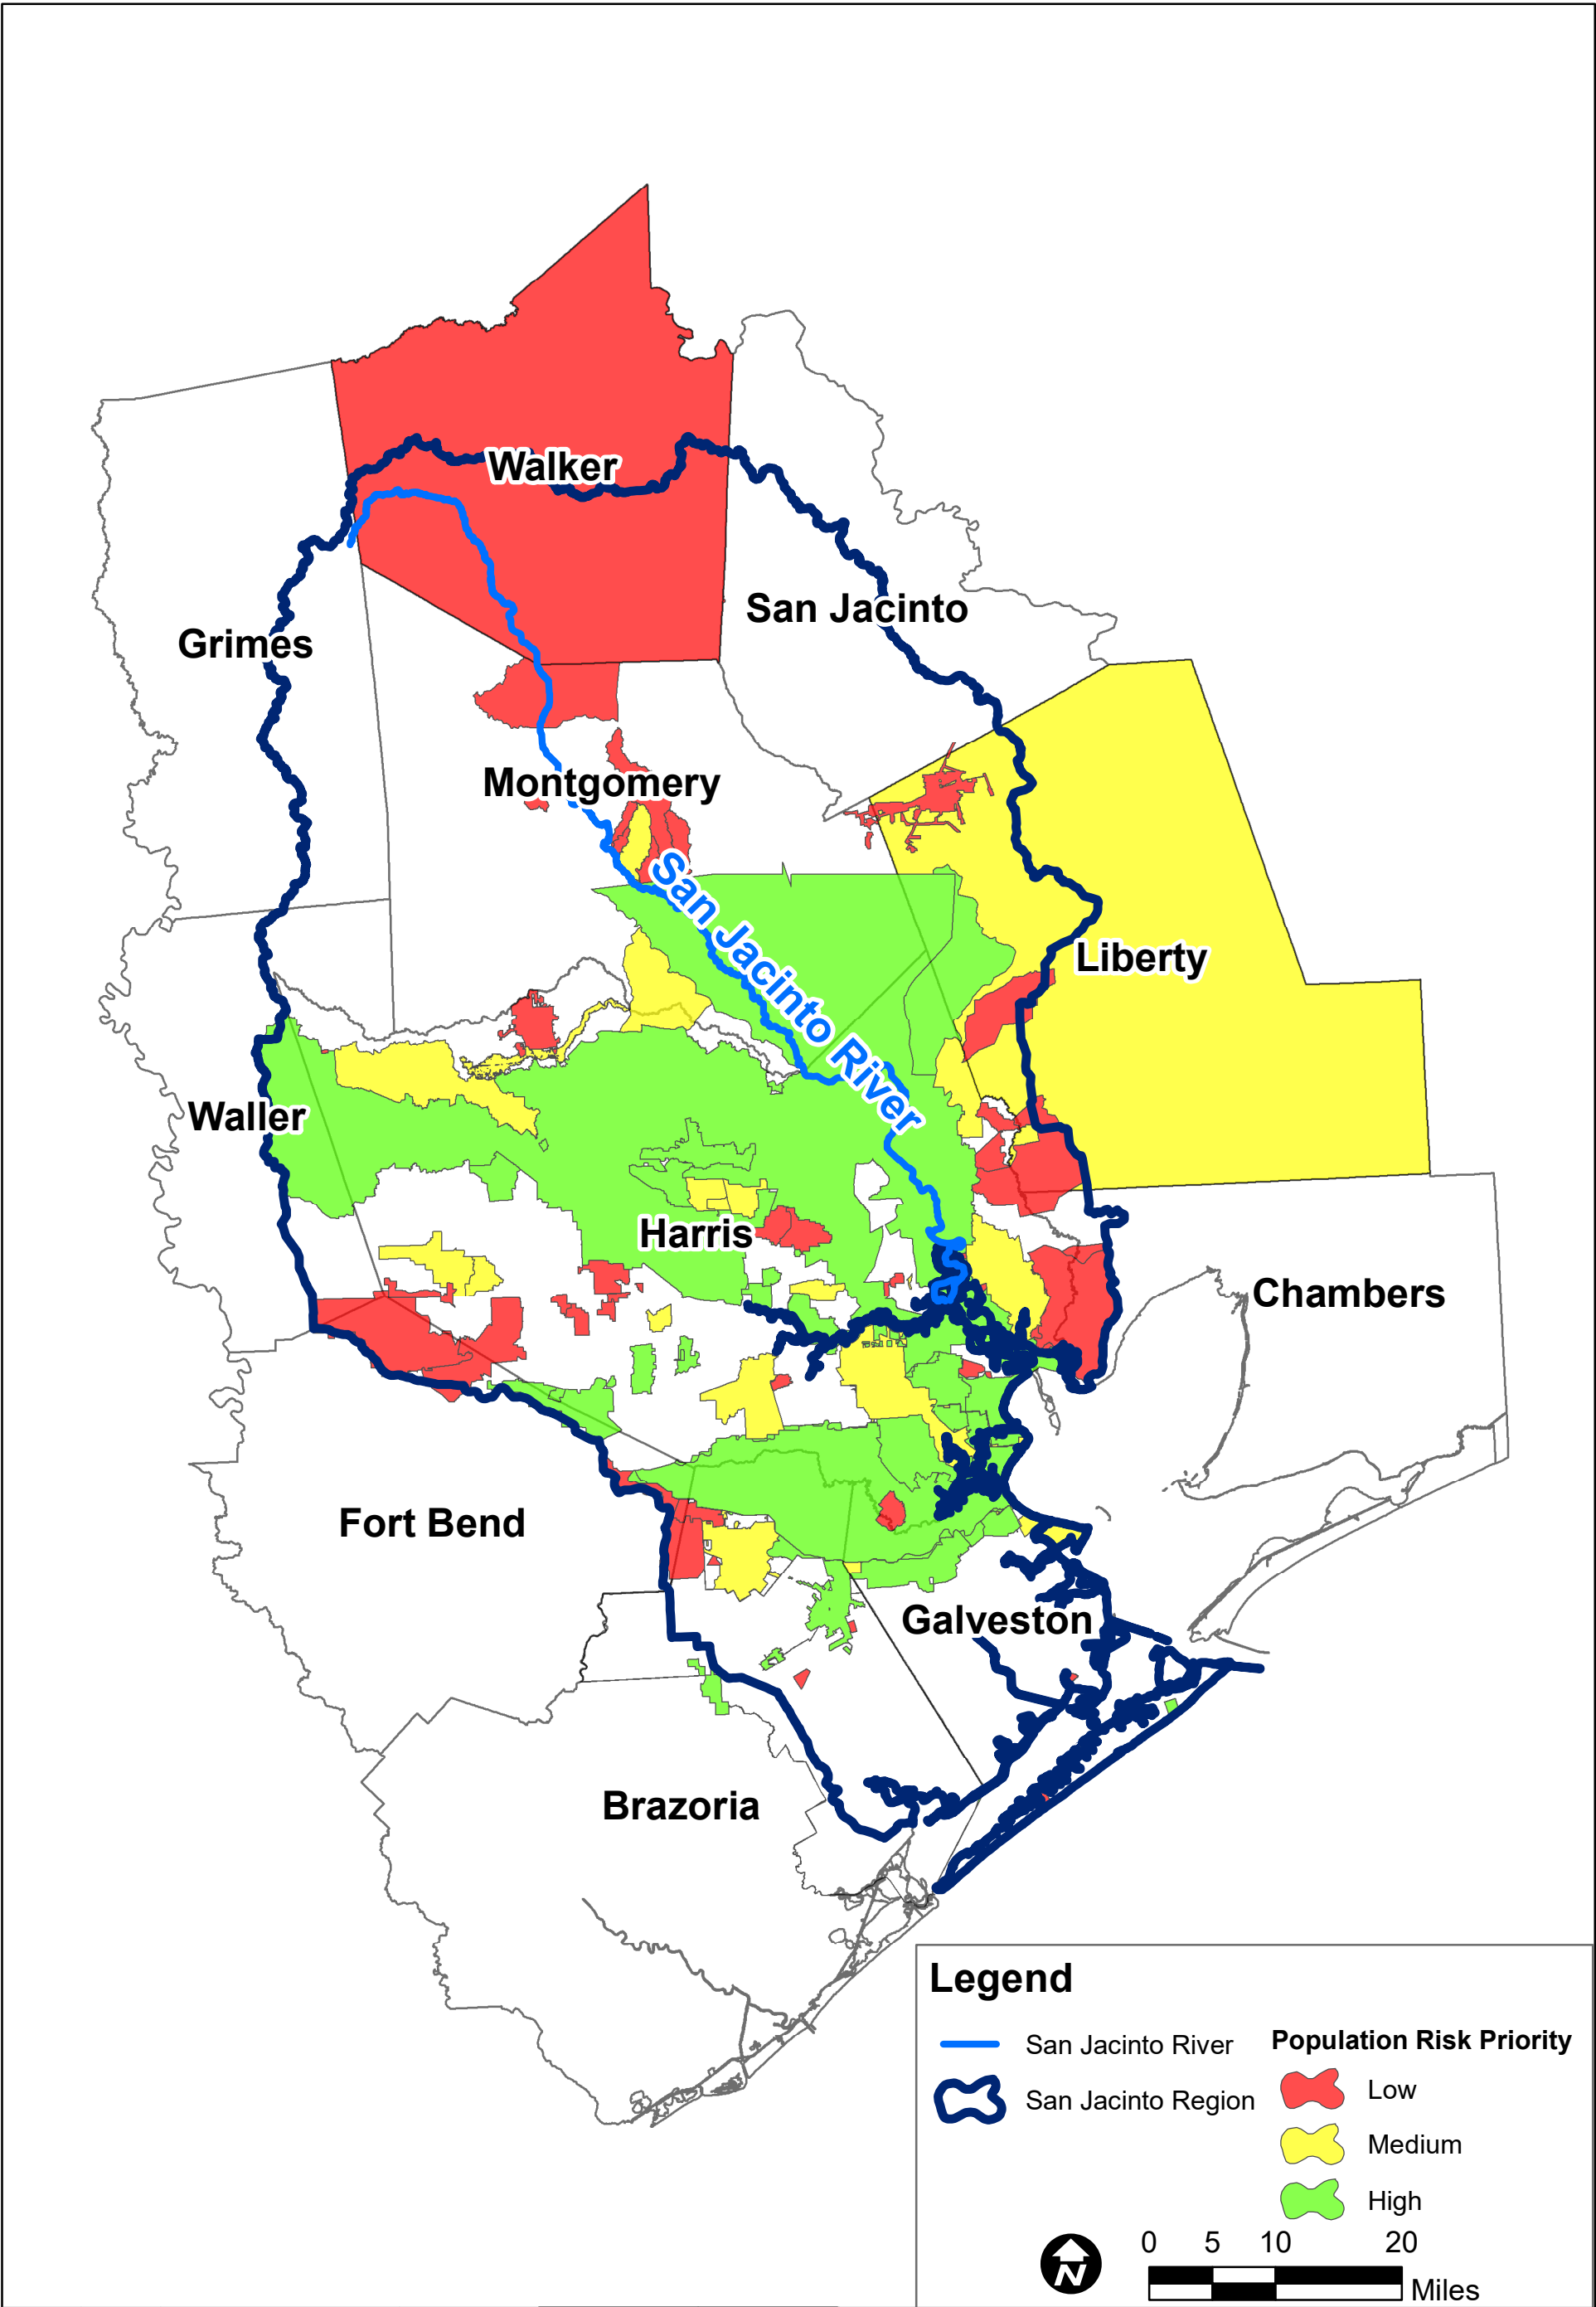 Walker
San Jacinto
Grimes
Montgomery
San Jacinto River
Liberty
Waller
Harris
Chambers
Fort Bend
Galveston
Brazoria
Legend
San Jacinto River
San Jacinto Region
Population Risk Priority
Low
Medium
High
N
0 5 10 20
Miles